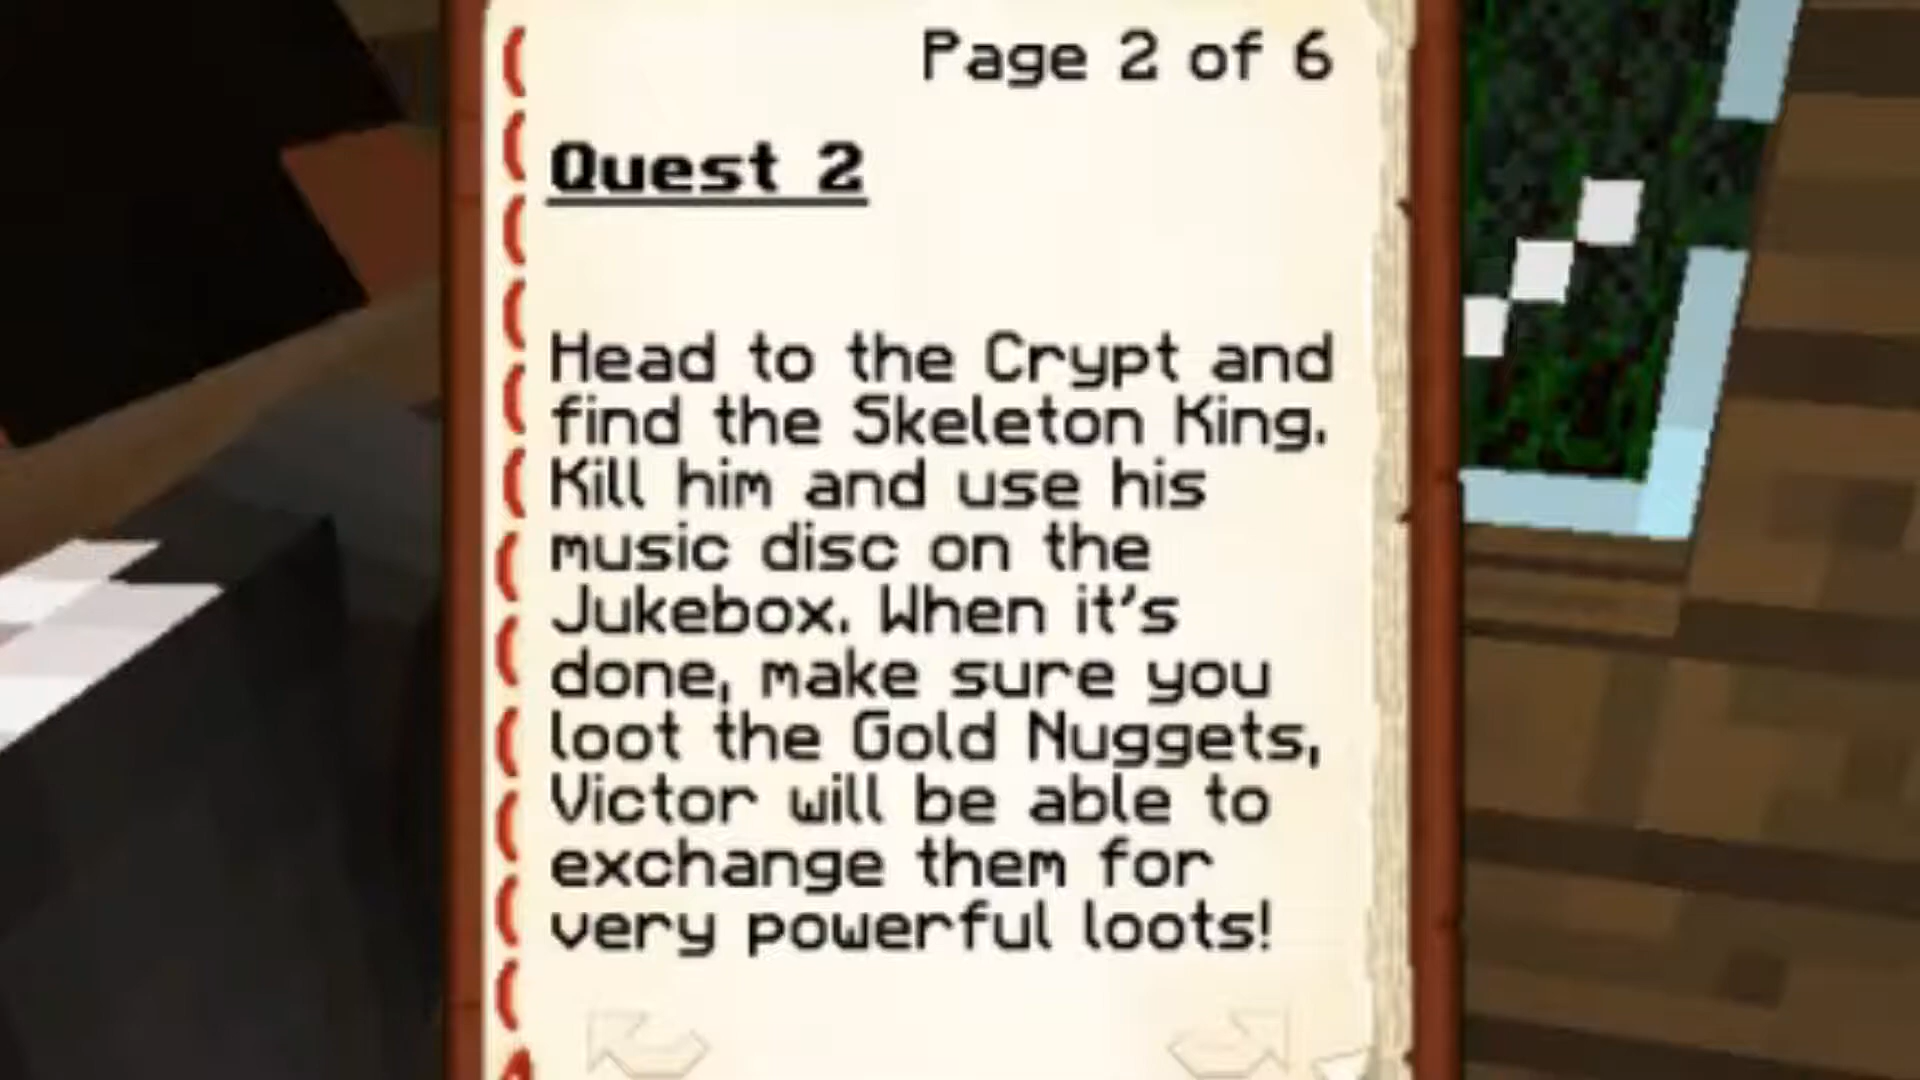 Page 2 of 6
Quest 2
Head to the Crypt and
find the Skeleton King.
Kill him and use his
music disc on the
Jukebox. When it's
done, make sure you
loot the Gold Nuggets,
Victor will be able to
exchange them for
very powerful loots!